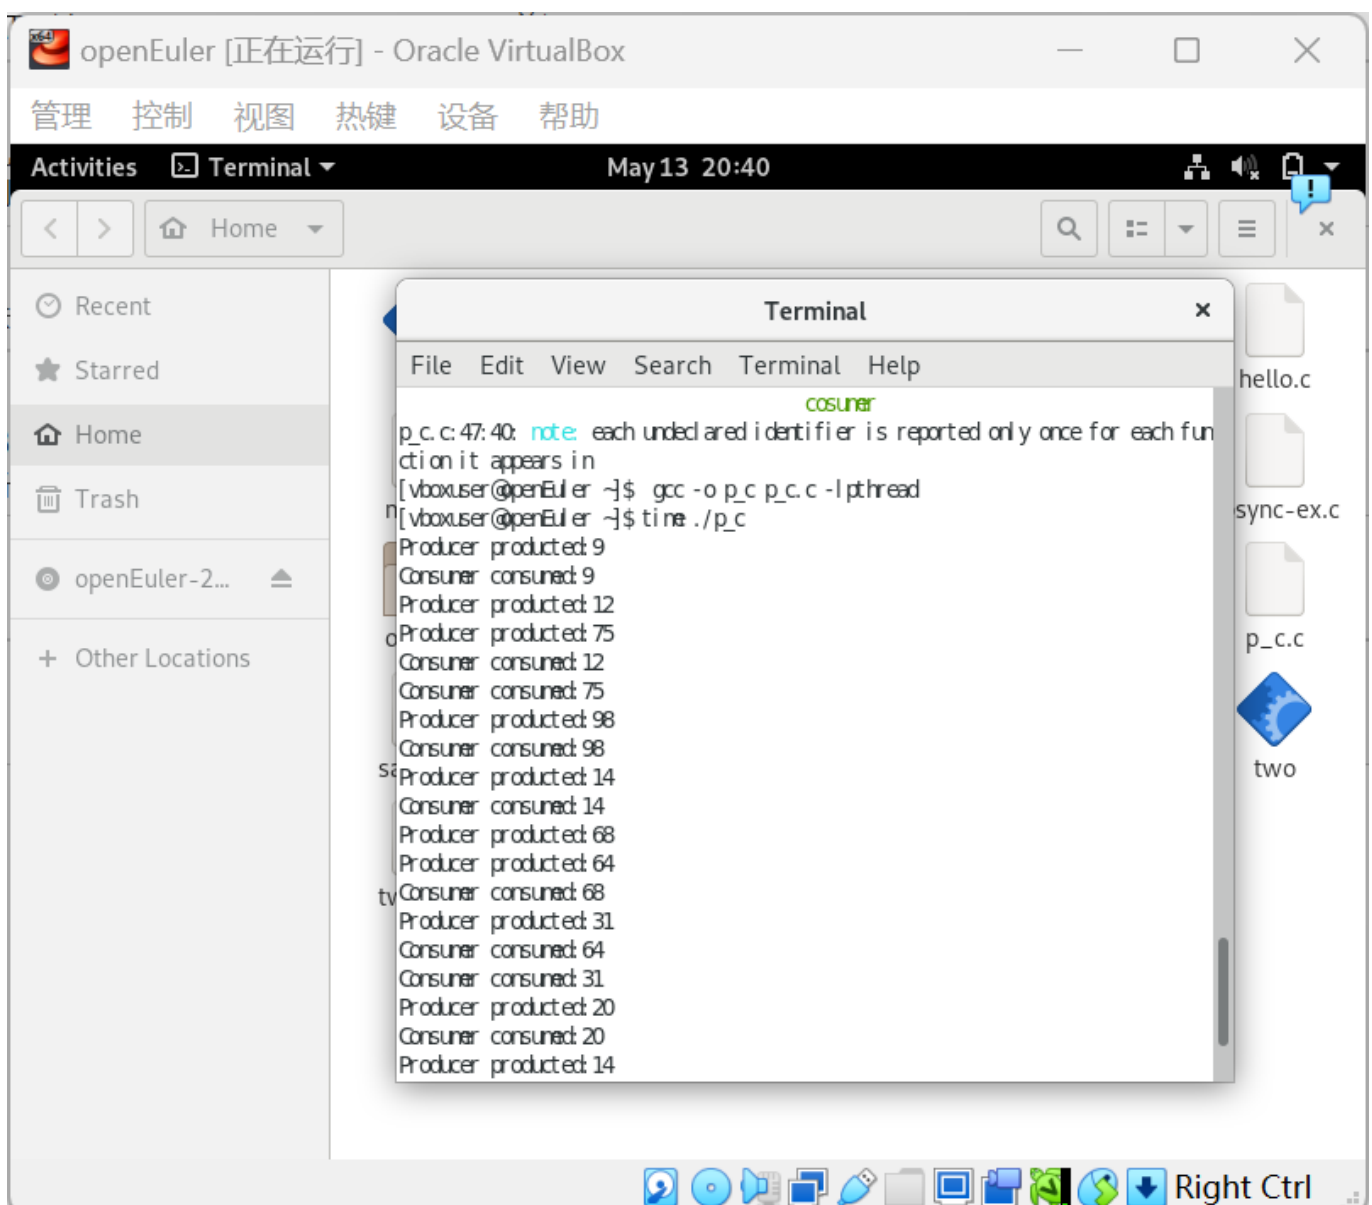 openEuler [正在运行] - Oracle VirtualBox
管理 控制 视图 热键 设备 帮助
Activities Terminal May 13 20:40
Home
Recent
Starred
Home
Trash
openEuler-2...
+ Other Locations
Terminal
File Edit View Search Terminal Help
cosumer
p_c.c:47:40: note: each undeclared identifier is reported only once for each fun
ction it appears in
[vboxuser@openEuler ~]$ gcc -o p_c p_c.c -lpthread
[vboxuser@openEuler ~]$ time ./p_c
Producer producted:9
Consumer consumed:9
Producer producted:12
Producer producted:75
Consumer consumed:12
Consumer consumed:75
Producer producted:98
Consumer consumed:98
Producer producted:14
Consumer consumed:14
Producer producted:68
Producer producted:64
Consumer consumed:68
Producer producted:31
Consumer consumed:64
Consumer consumed:31
Producer producted:20
Consumer consumed:20
Producer producted:14
hello.c
sync-ex.c
p_c.c
two
Right Ctrl